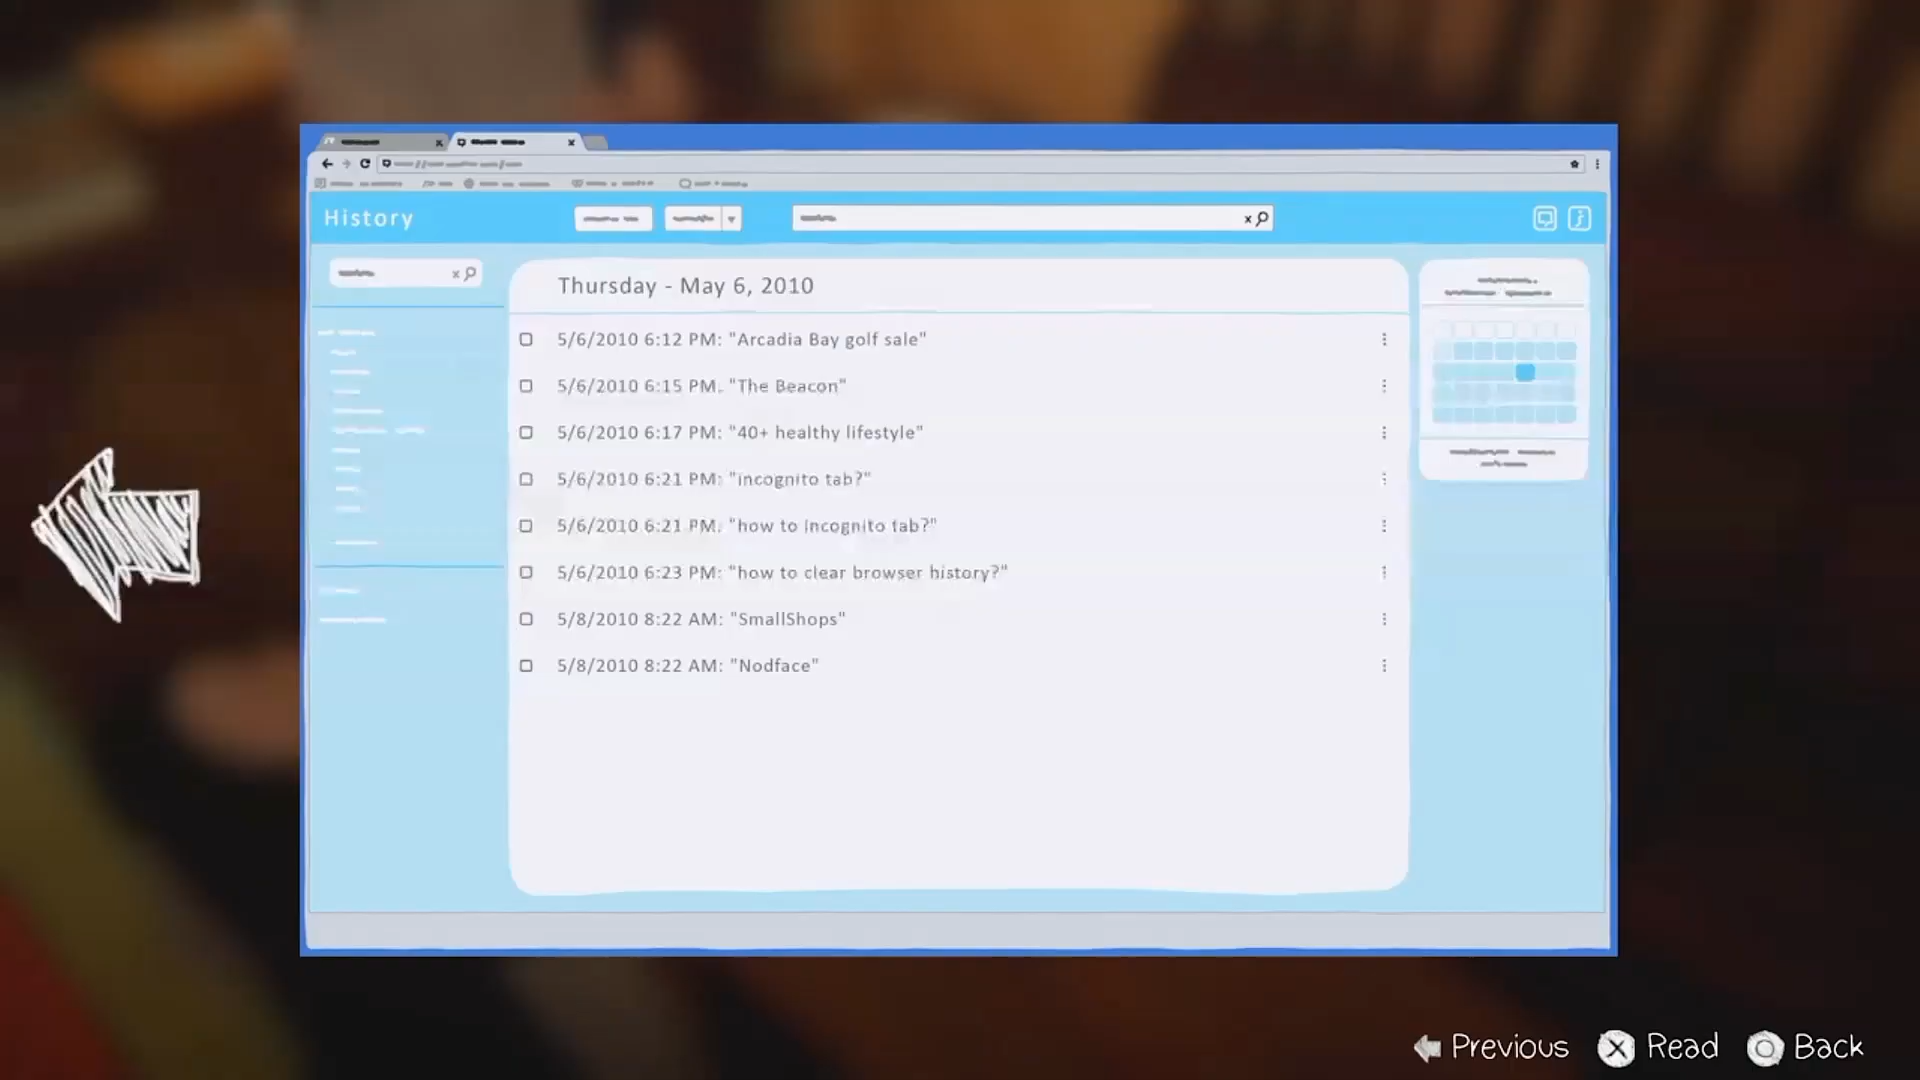 History
Thursday - May 6, 2010
5/6/2010 6:12 PM: "Arcadia Bay golf sale"
5/6/2010 6:15 PM. "The Beacon"
5/6/2010 6:17 PM: "40+ healthy lifestyle"
5/6/2010 6:21 PM: "incognito tab?"
5/6/2010 6:21 PM: "how to incognito tab?"
5/6/2010 6:23 PM: "how to clear browser history?"
5/8/2010 8:22 AM: "SmallShops"
5/8/2010 8:22 AM: "Nodface"
Previous Read Back